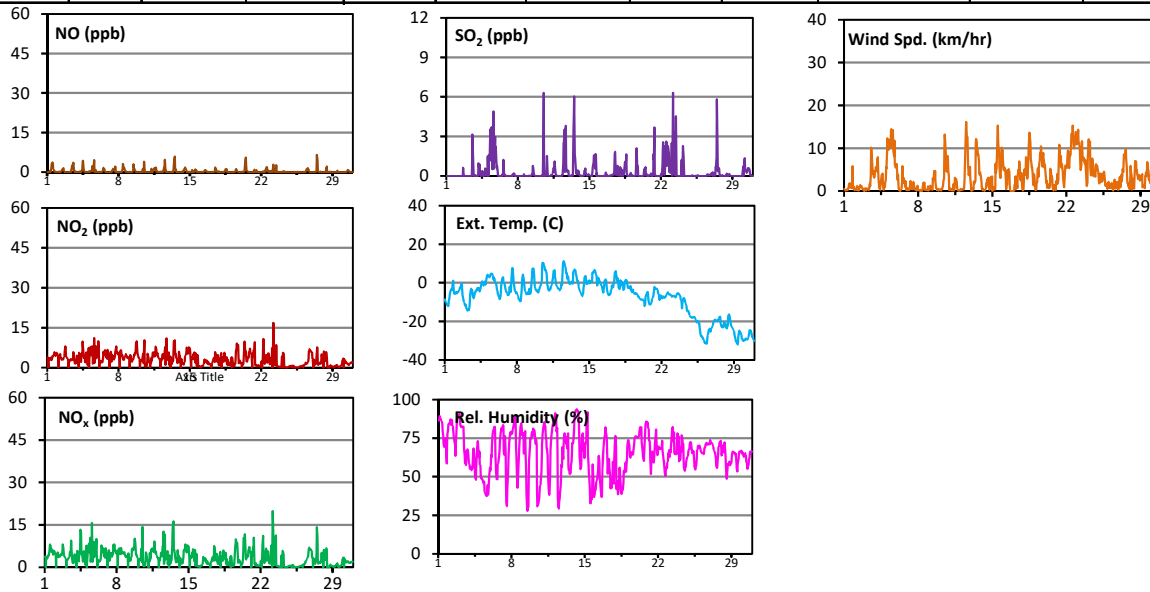 NO (ppb)
60
45
30
15
0
1 8 15 22 29
SO₂ (ppb)
12
9
6
3
0
1 8 15 22 29
Wind Spd. (km/hr)
40
30
20
10
0
1 8 15 22 29
NO₂ (ppb)
60
45
30
15
0
1 8 15 22 29
Axis Title
Ext. Temp. (C)
40
20
0
-20
-40
1 8 15 22 29
NOₓ (ppb)
60
45
30
15
0
1 8 15 22 29
Rel. Humidity (%)
100
75
50
25
0
1 8 15 22 29